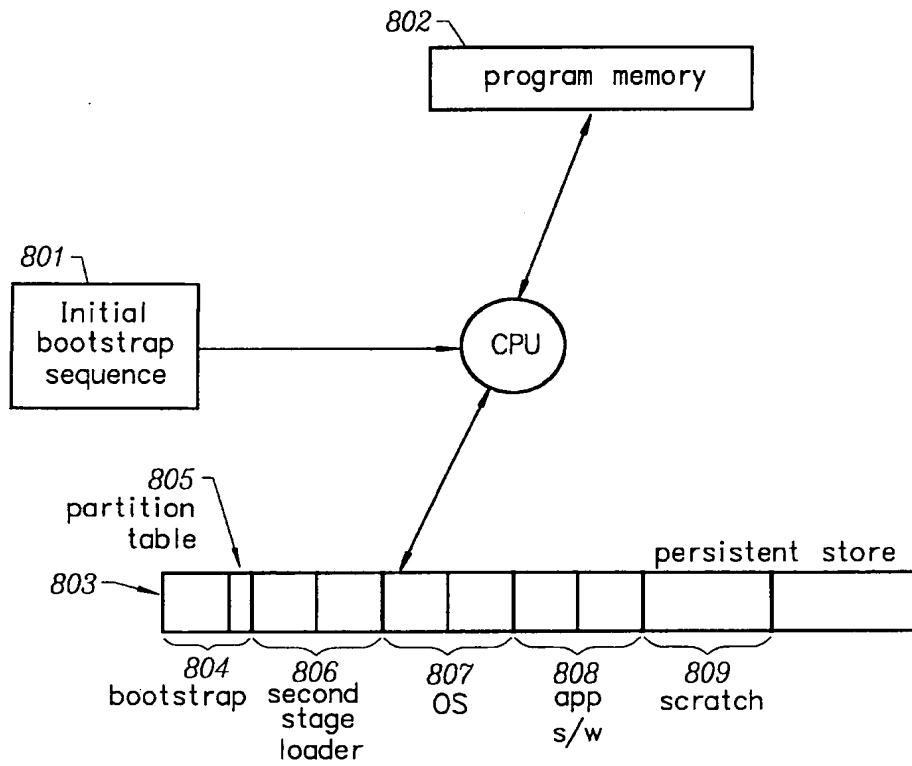 802
program memory
801
Initial
bootstrap
sequence
CPU
805
partition
table
persistent store
803
804
bootstrap
806
second
stage
loader
807
OS
808
app
s/w
809
scratch